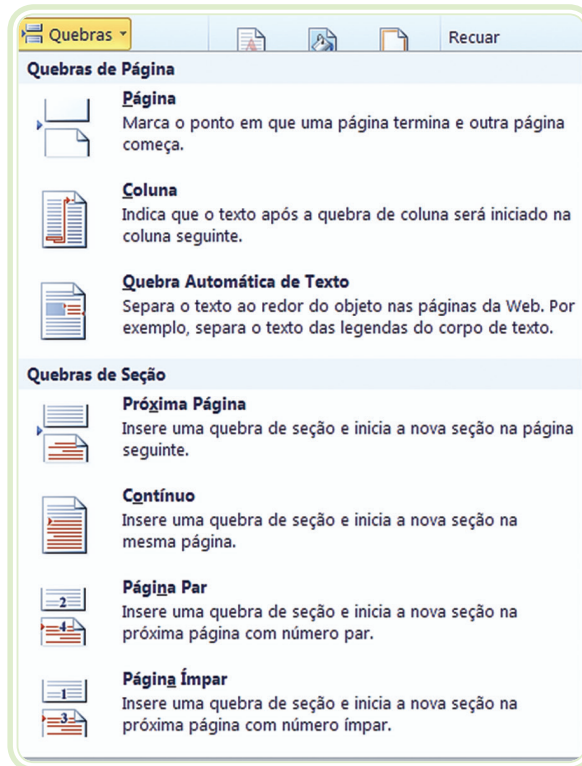 Quebras Recuar
Quebras de Página
Página
Marca o ponto em que uma página termina e outra página
começa.
Coluna
Indica que o texto após a quebra de coluna será iniciado na
coluna seguinte.
Quebra Automática de Texto
Separa o texto ao redor do objeto nas páginas da Web. Por
exemplo, separa o texto das legendas do corpo de texto.
Quebras de Seção
Próxima Página
Insere uma quebra de seção e inicia a nova seção na página
seguinte.
Contínuo
Insere uma quebra de seção e inicia a nova seção na
mesma página.
2
4
Página Par
Insere uma quebra de seção e inicia a nova seção na
próxima página com número par.
1
3
Página Ímpar
Insere uma quebra de seção e inicia a nova seção na
próxima página com número ímpar.